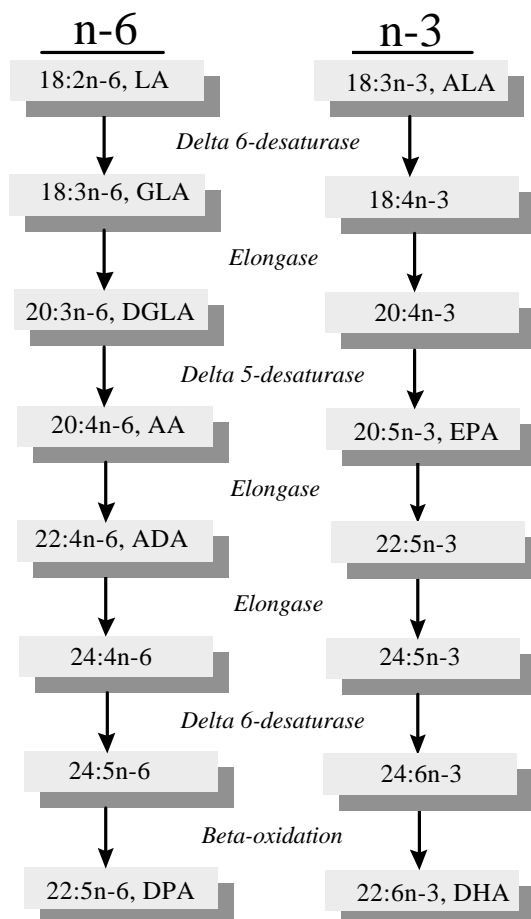 n-6
n-3
18:2n-6, LA
18:3n-3, ALA
Delta 6-desaturase
18:3n-6, GLA
18:4n-3
Elongase
20:3n-6, DGLA
20:4n-3
Delta 5-desaturase
20:4n-6, AA
20:5n-3, EPA
Elongase
22:4n-6, ADA
22:5n-3
Elongase
24:4n-6
24:5n-3
Delta 6-desaturase
24:5n-6
24:6n-3
Beta-oxidation
22:5n-6, DPA
22:6n-3, DHA